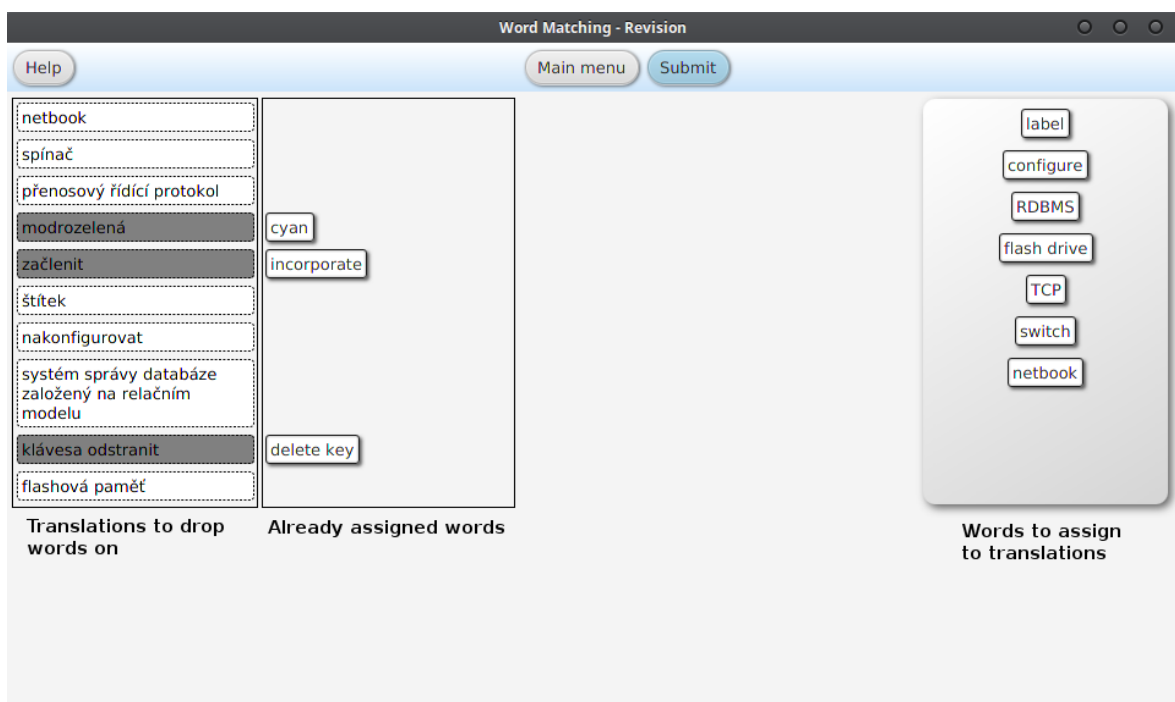 Word Matching - Revision
Help
Main menu
Submit
netbook
spínač
přenosový řídící protokol
modrozelená
začlenit
štítek
nakonfigurovat
systém správy databáze
založený na relačním
modelu
klávesa odstranit
flashová paměť
cyan
incorporate
delete key
label
configure
RDBMS
flash drive
TCP
switch
netbook
Translations to drop
words on
Already assigned words
Words to assign
to translations